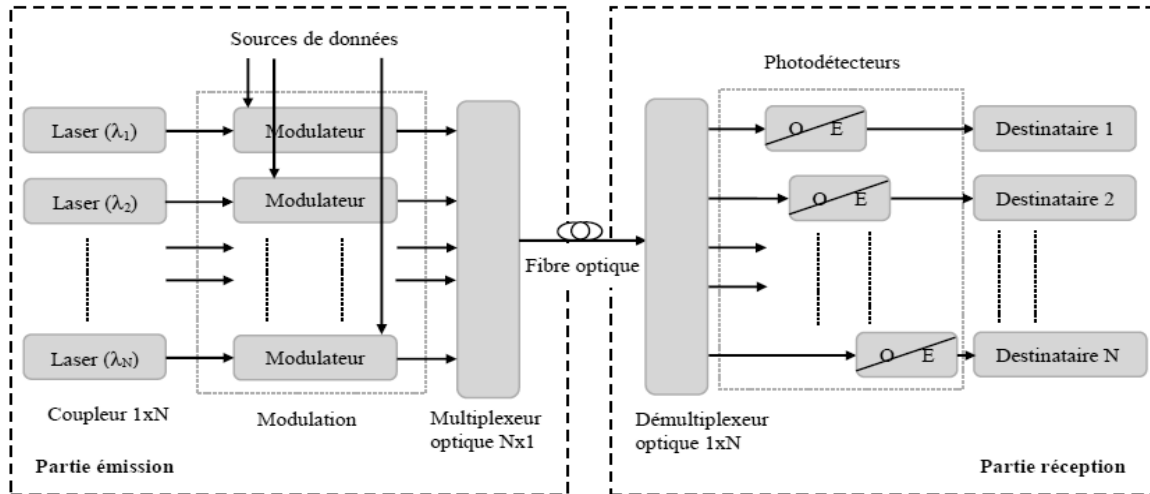 Sources de données
Photodétecteurs
Laser (λ1)
Modulateur
O E
Destinataire 1
Laser (λ2)
Modulateur
O E
Destinataire 2
Fibre optique
Laser (λN)
Modulateur
O E
Destinataire N
Coupleur 1xN
Modulation
Multiplexeur
optique Nx1
Démultiplexeur
optique 1xN
Partie émission
Partie réception